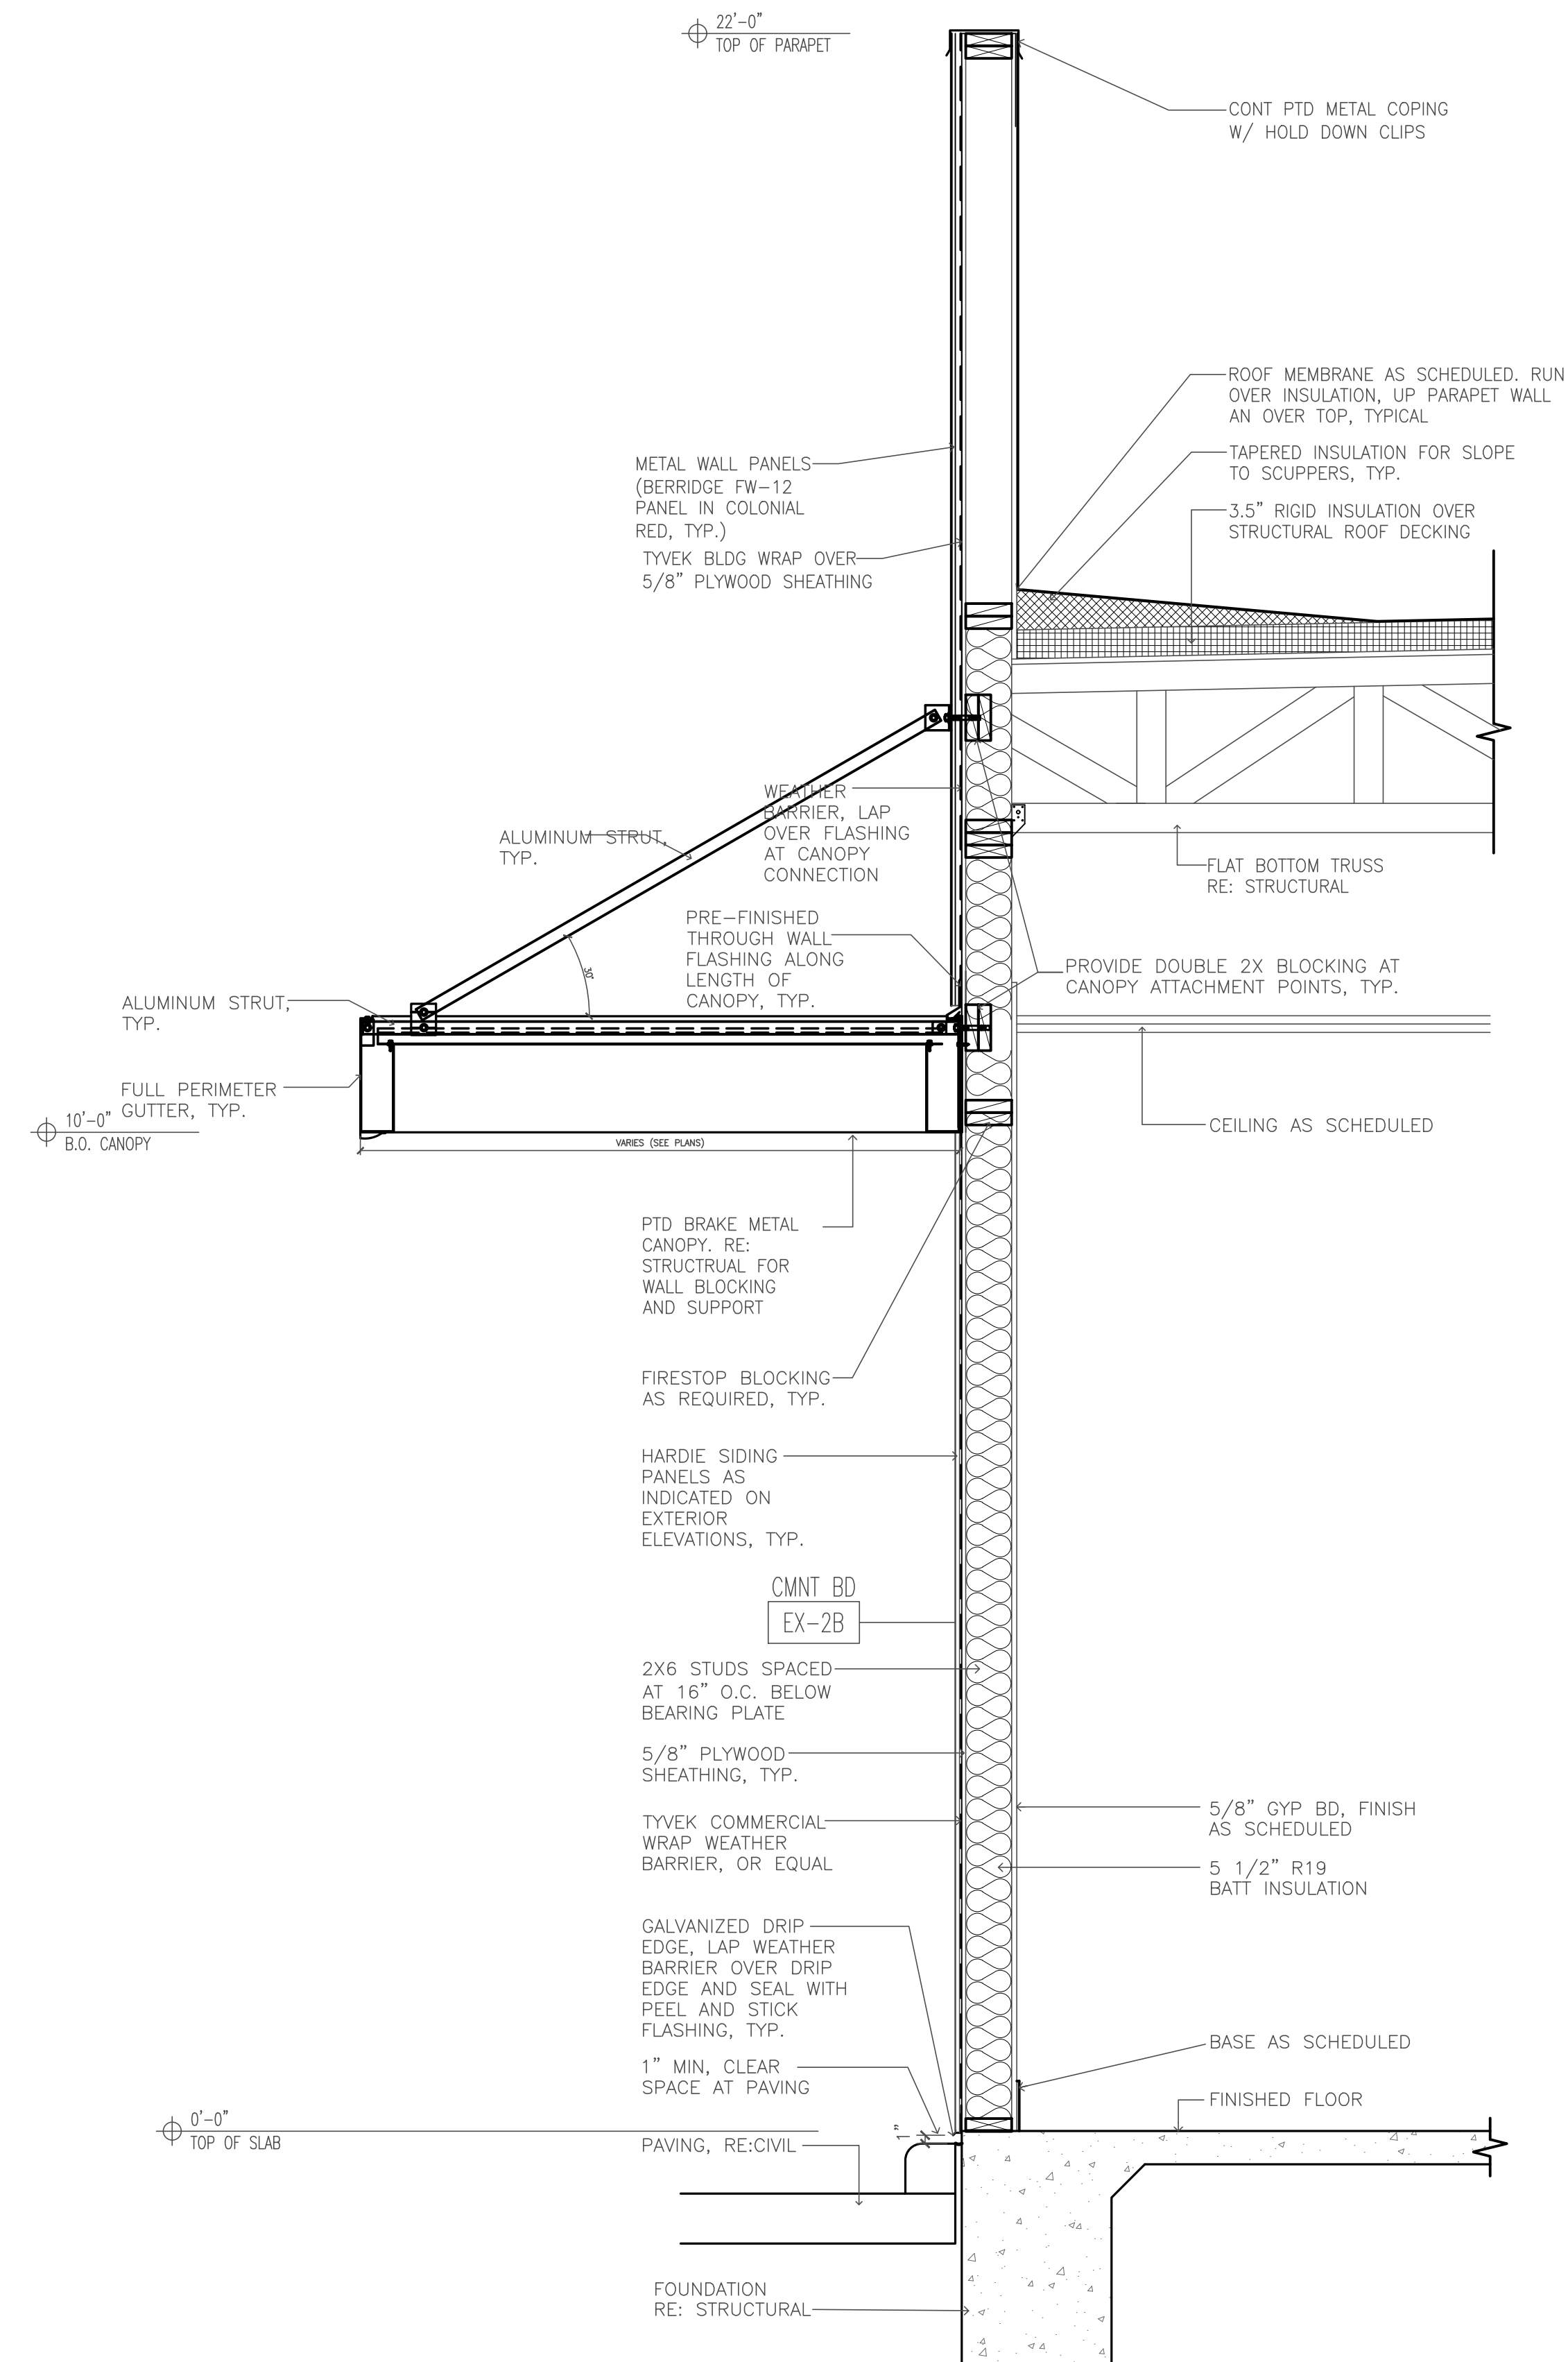 22'-0"
TOP OF PARAPET
CONT PTD METAL COPING
W/ HOLD DOWN CLIPS
ROOF MEMBRANE AS SCHEDULED. RUN
OVER INSULATION, UP PARAPET WALL
AN OVER TOP, TYPICAL
TAPERED INSULATION FOR SLOPE
TO SCUPPERS, TYP.
3.5" RIGID INSULATION OVER
STRUCTURAL ROOF DECKING
METAL WALL PANELS
(BERRIDGE FW-12
PANEL IN COLONIAL
RED, TYP.)
TYVEK BLDG WRAP OVER
5/8" PLYWOOD SHEATHING
WEATHER
BARRIER, LAP
OVER FLASHING
AT CANOPY
CONNECTION
ALUMINUM STRUT,
TYP.
FLAT BOTTOM TRUSS
RE: STRUCTURAL
PRE-FINISHED
THROUGH WALL
FLASHING ALONG
LENGTH OF
CANOPY, TYP.
30°
PROVIDE DOUBLE 2X BLOCKING AT
CANOPY ATTACHMENT POINTS, TYP.
ALUMINUM STRUT,
TYP.
FULL PERIMETER
GUTTER, TYP.
10'-0"
B.O. CANOPY
VARIES (SEE PLANS)
CEILING AS SCHEDULED
PTD BRAKE METAL
CANOPY. RE:
STRUCTRUAL FOR
WALL BLOCKING
AND SUPPORT
FIRESTOP BLOCKING
AS REQUIRED, TYP.
HARDIE SIDING
PANELS AS
INDICATED ON
EXTERIOR
ELEVATIONS, TYP.
CMNT BD
EX-2B
2X6 STUDS SPACED
AT 16" O.C. BELOW
BEARING PLATE
5/8" PLYWOOD
SHEATHING, TYP.
TYVEK COMMERCIAL
WRAP WEATHER
BARRIER, OR EQUAL
5/8" GYP BD, FINISH
AS SCHEDULED
5 1/2" R19
BATT INSULATION
GALVANIZED DRIP
EDGE, LAP WEATHER
BARRIER OVER DRIP
EDGE AND SEAL WITH
PEEL AND STICK
FLASHING, TYP.
BASE AS SCHEDULED
1" MIN, CLEAR
SPACE AT PAVING
FINISHED FLOOR
0'-0"
TOP OF SLAB
1"
PAVING, RE:CIVIL
FOUNDATION
RE: STRUCTURAL